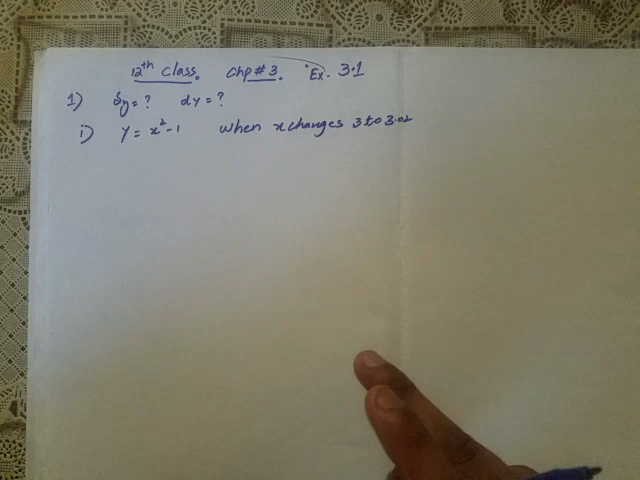 12th class. Chp # 3. Ex. 3.1
1) δy = ? dy = ?
i) y = x² - 1 when x changes 3 to 3.02